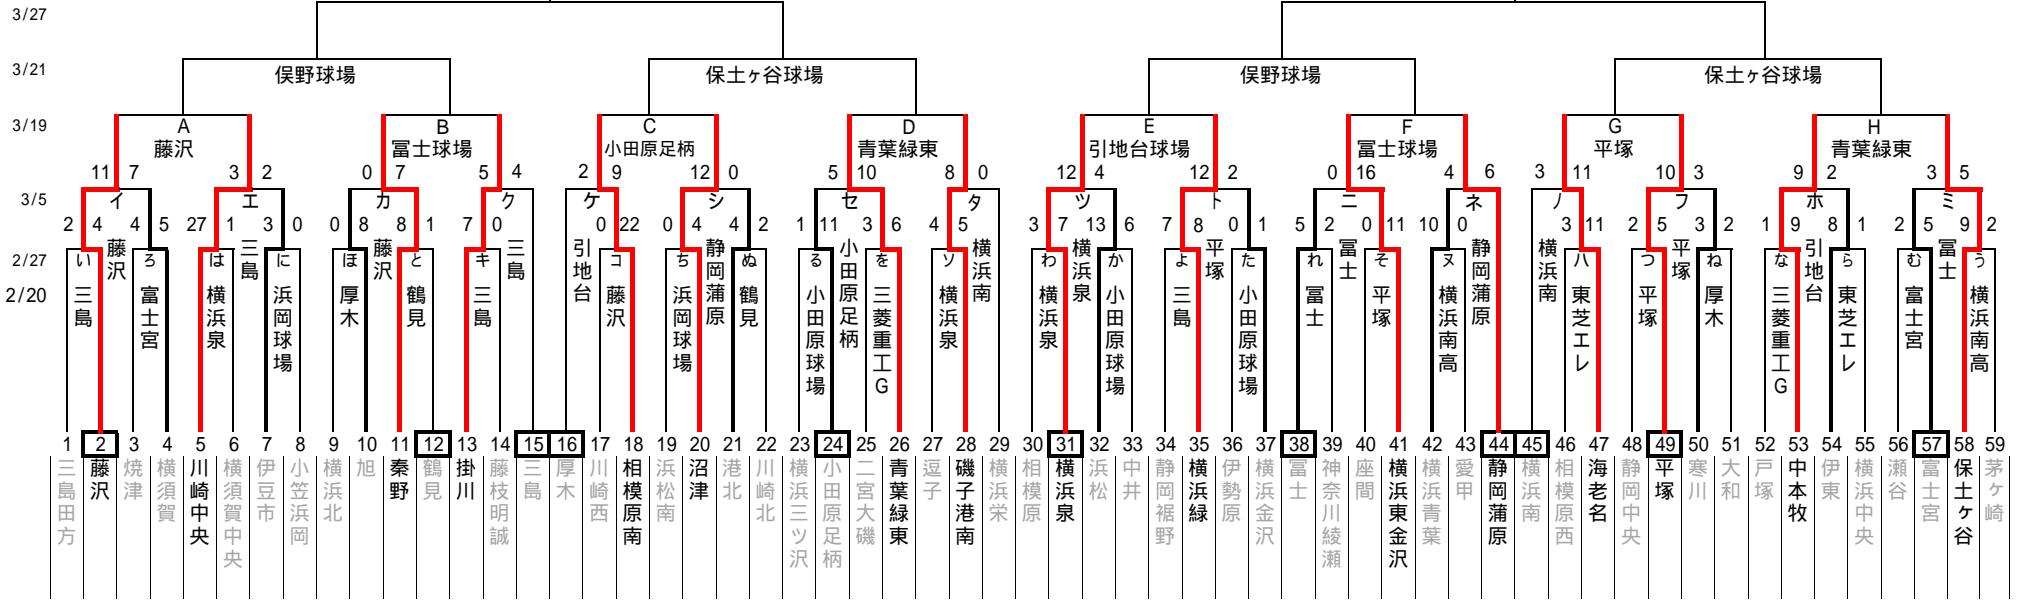 3/27
3/21
俣野球場
保土ヶ谷球場
俣野球場
保土ヶ谷球場
3/19
A
B
C
D
E
F
G
H
藤沢
富士球場
小田原足柄
青葉緑東
引地台球場
富士球場
平塚
青葉緑東
11 7 3 2 0 7 5 4 2 9 12 0 5 10 8 0 12 4 12 2 0 16 4 6 3 11 10 3 9 2 3 5
3/5
イ エ カ ク ケ シ セ タ ツ ト ニ ネ ノ フ ホ ミ
2 4 4 5 27 1 3 0 0 8 8 1 7 0 0 22 0 4 4 2 1 11 3 6 4 5 3 7 13 6 7 8 0 1 5 2 0 11 10 0 3 11 2 5 3 2 1 9 8 1 2 5 9 2
藤沢
三島
藤沢
三島
引地台
静岡蒲原
小田原足柄
横浜南
横浜泉
平塚
富士
静岡蒲原
横浜南
平塚
引地台
富士
2/27
い ろ は に ほ と キ コ ち ぬ る を ソ わ か よ た れ そ ヌ ハ つ ね な ら む う
2/20
三島
富士宮
横浜泉
浜岡球場
厚木
鶴見
三島
藤沢
浜岡球場
鶴見
小田原球場
三菱重工G
横浜泉
横浜泉
小田原球場
三島
小田原球場
富士
平塚
横浜南高
東芝エレ
平塚
厚木
三菱重工G
東芝エレ
富士宮
横浜南高
1 2 3 4 5 6 7 8 9 10 11 12 13 14 15 16 17 18 19 20 21 22 23 24 25 26 27 28 29 30 31 32 33 34 35 36 37 38 39 40 41 42 43 44 45 46 47 48 49 50 51 52 53 54 55 56 57 58 59
三島田方
藤沢
焼津
横須賀
川崎中央
横須賀中央
伊豆市
小笠浜岡
横浜北
旭
秦野
鶴見
掛川
藤枝明誠
三島
厚木
川崎西
相模原南
浜松南
沼津
港北
川崎北
横浜三ツ沢
小田原足柄
二宮大磯
青葉緑東
逗子
磯子港南
横浜栄
相模原
横浜泉
浜松
中井
静岡裾野
横浜緑
伊勢原
横浜金沢
富士
神奈川綾瀬
座間
横浜東金沢
横浜青葉
愛甲
静岡蒲原
横浜南
相模原西
海老名
静岡中央
平塚
寒川
大和
戸塚
中本牧
伊東
横浜中央
瀬谷
富士宮
保土ヶ谷
茅ヶ崎